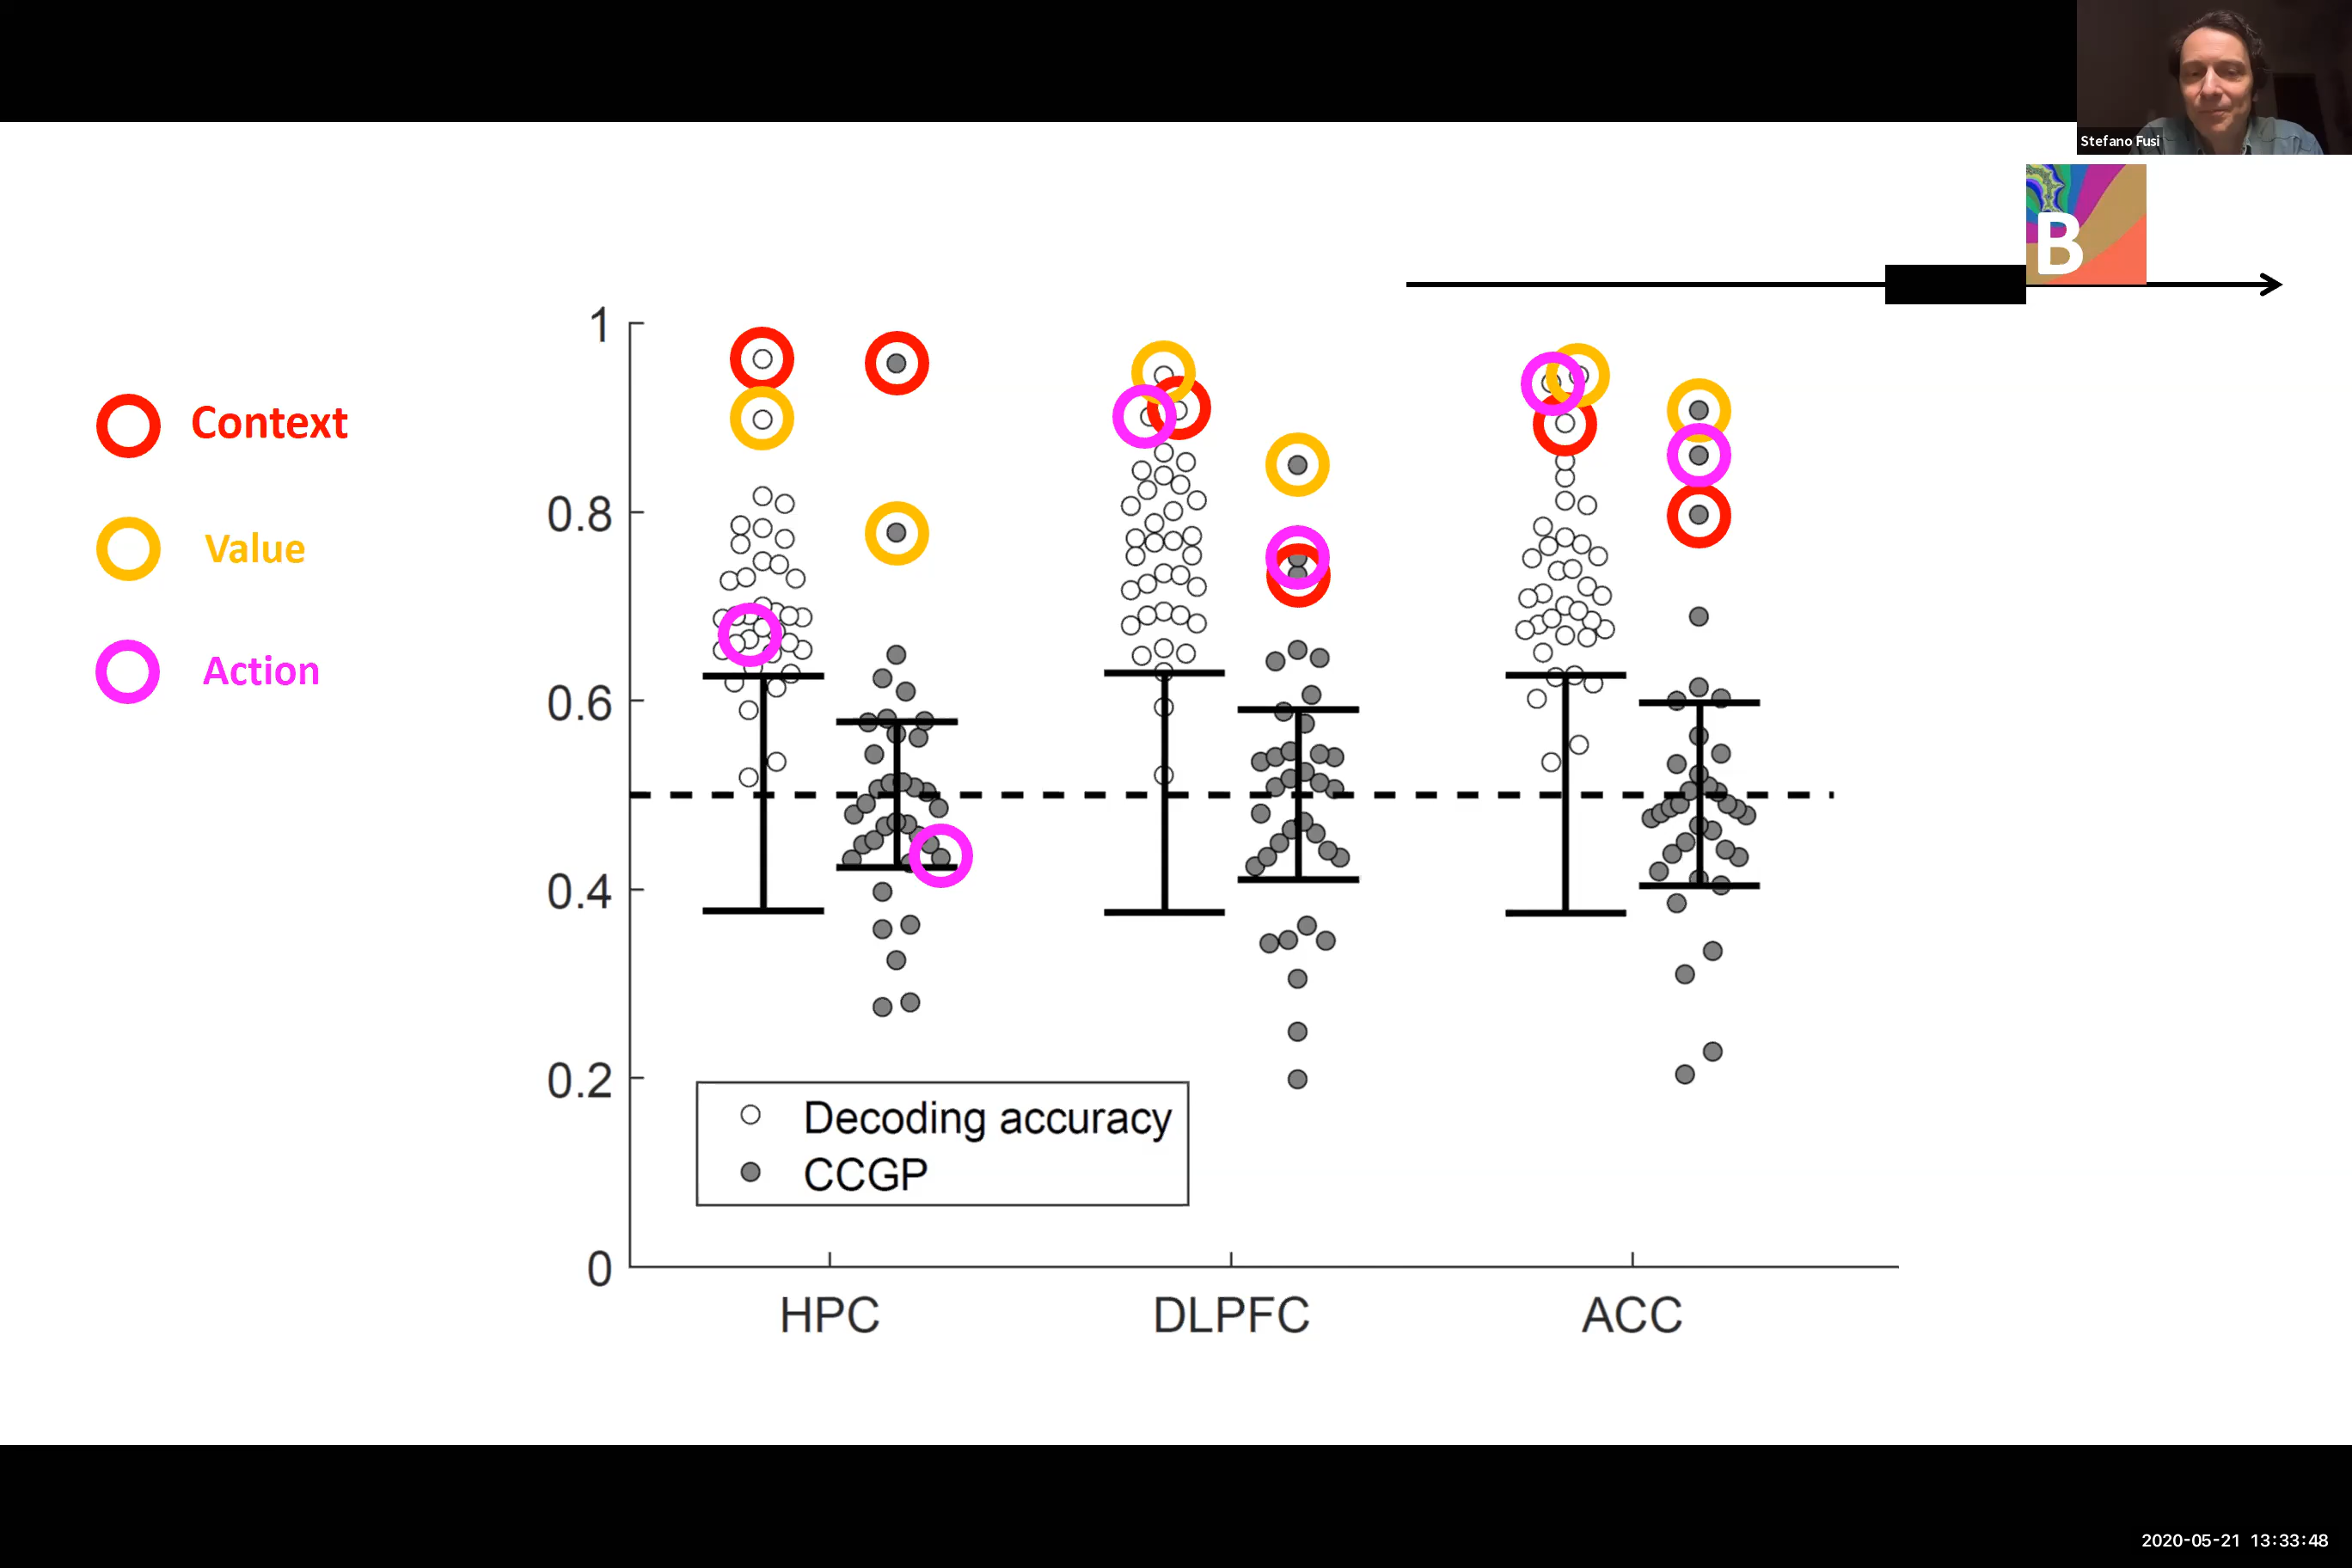 Stefano Fusi
B
Context
Value
Action
1
0.8
0.6
0.4
0.2
0
Decoding accuracy
CCGP
HPC
DLPFC
ACC
2020-05-21 13:33:48